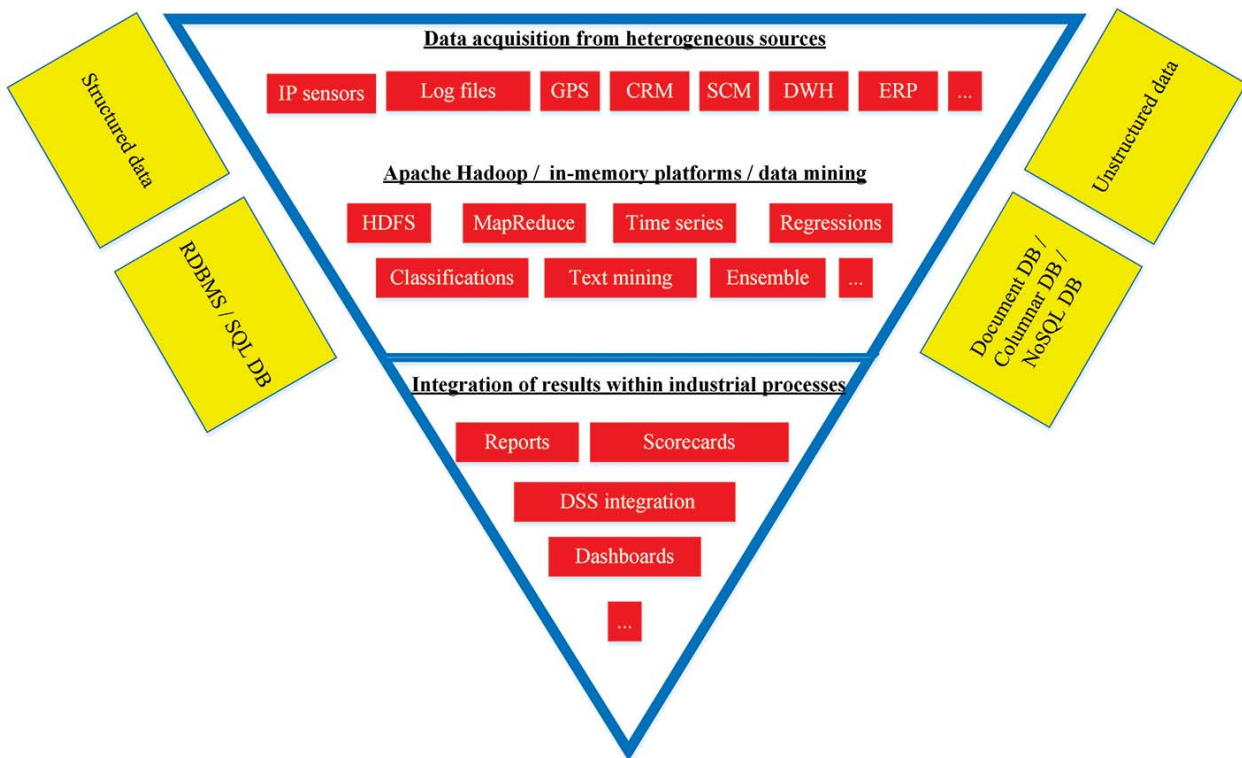 Data acquisition from heterogeneous sources
IP sensors
Log files
GPS
CRM
SCM
DWH
ERP
...
Apache Hadoop / in-memory platforms / data mining
HDFS
MapReduce
Time series
Regressions
Classifications
Text mining
Ensemble
...
Integration of results within industrial processes
Reports
Scorecards
DSS integration
Dashboards
...
Structured data
RDBMS / SQL DB
Unstructured data
Document DB /
Columnar DB /
NoSQL DB